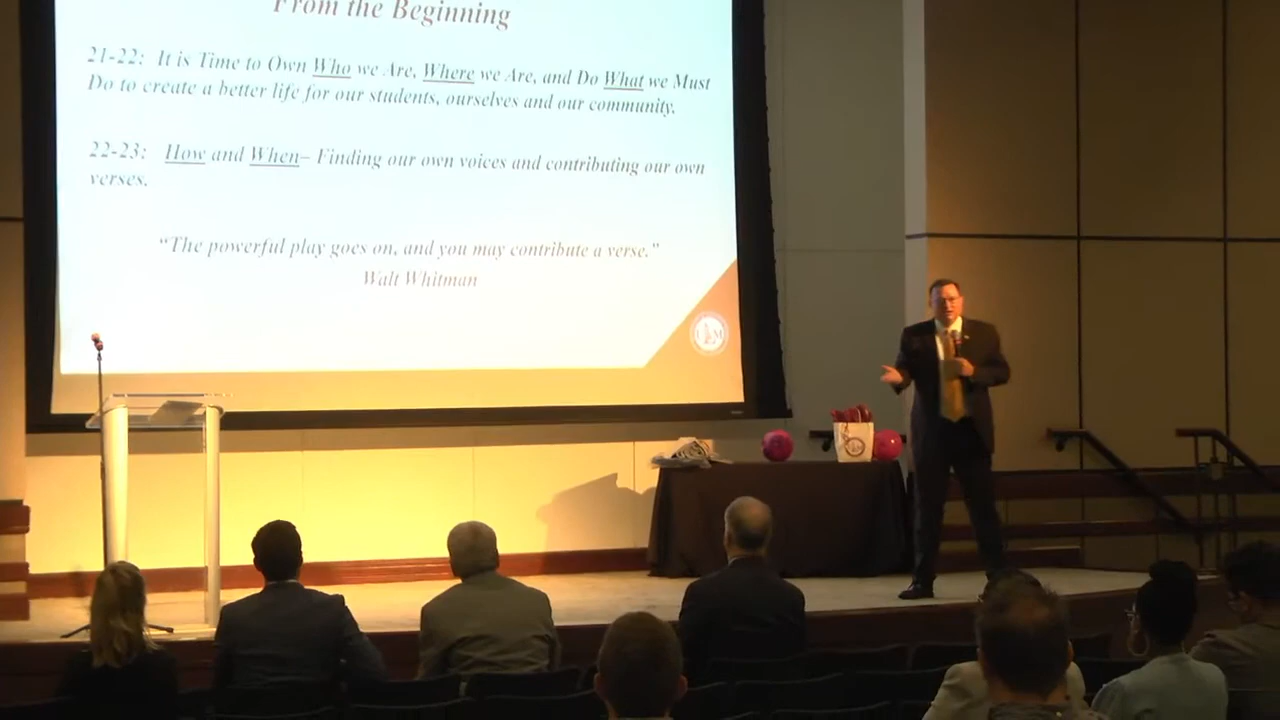 From the Beginning
21-22: It is Time to Own Who we Are, Where we Are, and Do What we Must
Do to create a better life for our students, ourselves and our community.
22-23: How and When– Finding our own voices and contributing our own
verses.
“The powerful play goes on, and you may contribute a verse.”
Walt Whitman